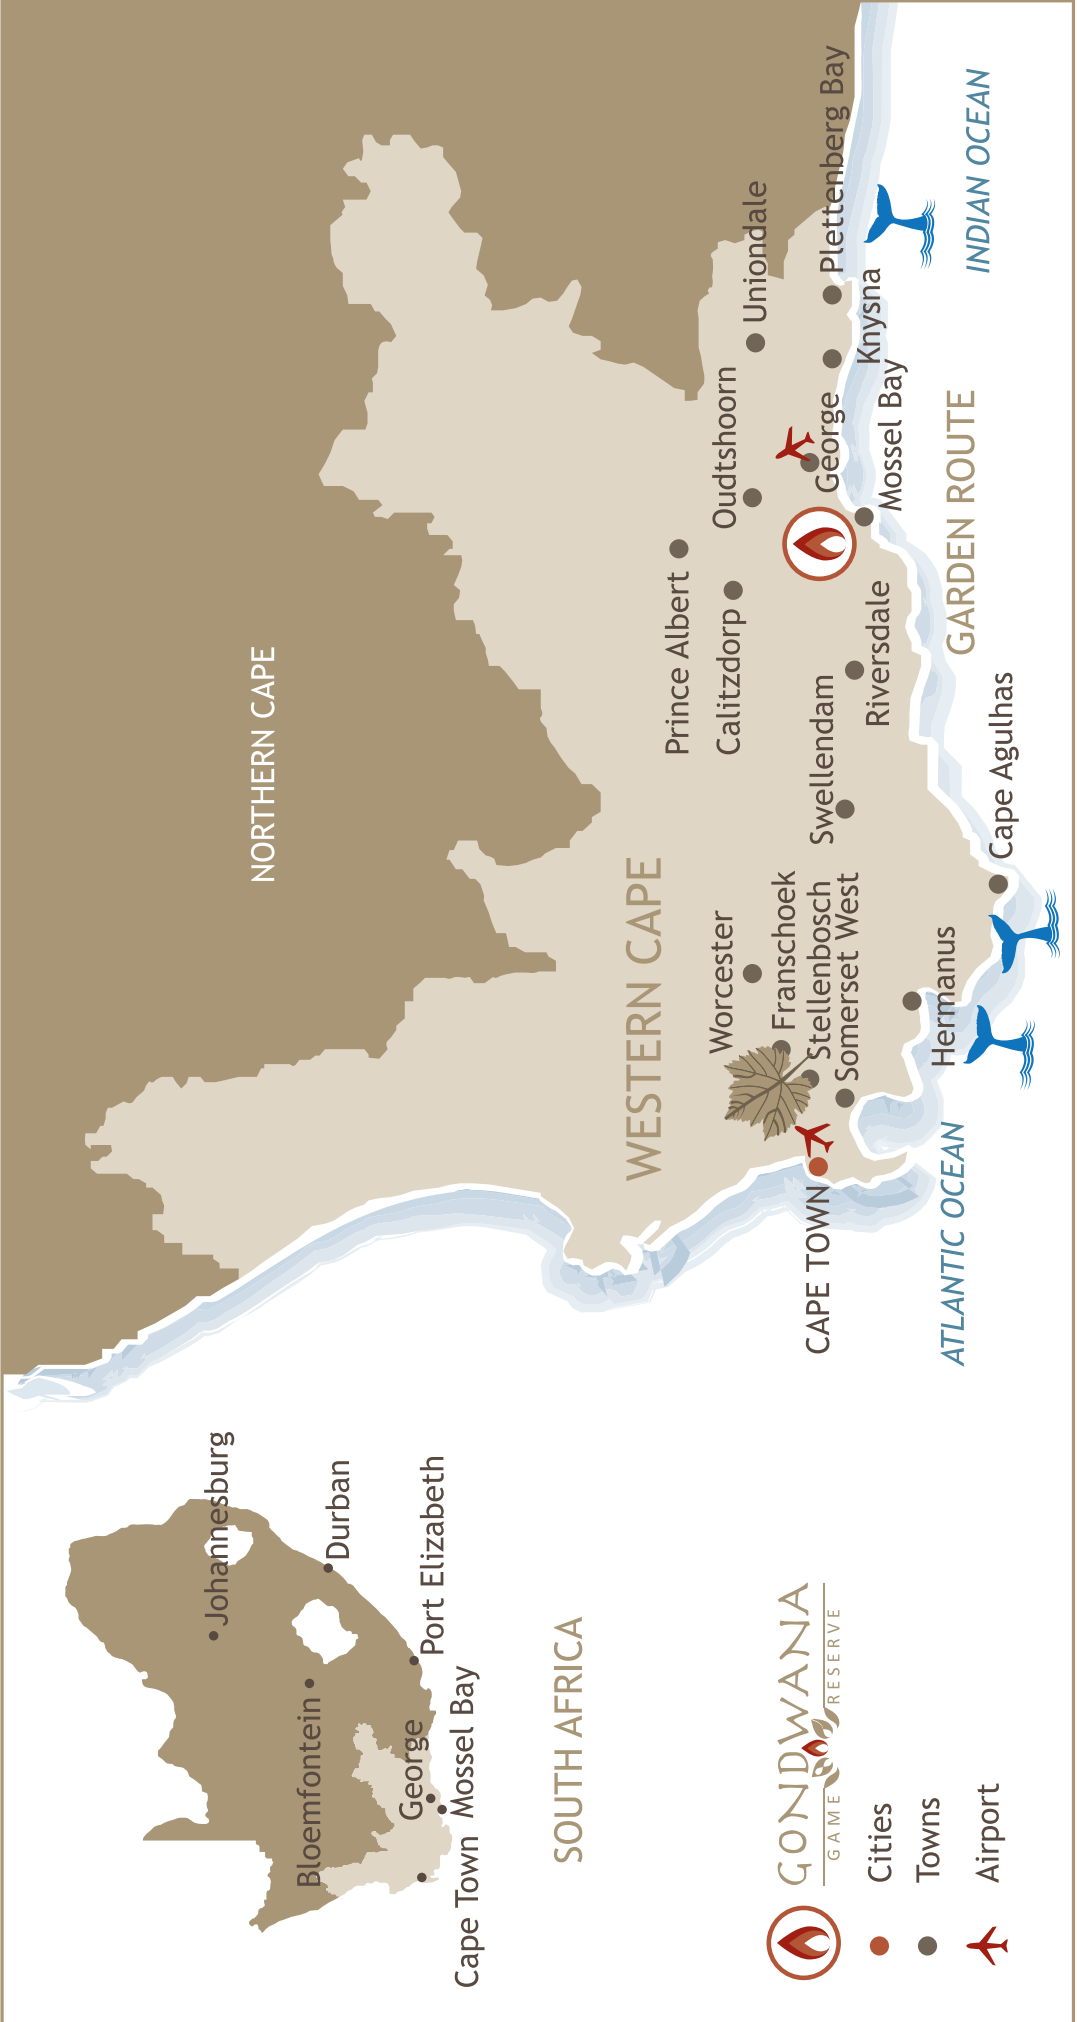 Johannesburg
Durban
Bloemfontein
Port Elizabeth
George
Mossel Bay
Cape Town
SOUTH AFRICA
GONDWANA
GAME RESERVE
Cities
Towns
Airport
NORTHERN CAPE
WESTERN CAPE
Prince Albert
Oudtshoorn
Uniondale
Calitzdorp
Worcester
Franschoek
Stellenbosch
Somerset West
Swellendam
Riversdale
George
Knysna
Plettenberg Bay
Mossel Bay
CAPE TOWN
Hermanus
Cape Agulhas
GARDEN ROUTE
ATLANTIC OCEAN
INDIAN OCEAN